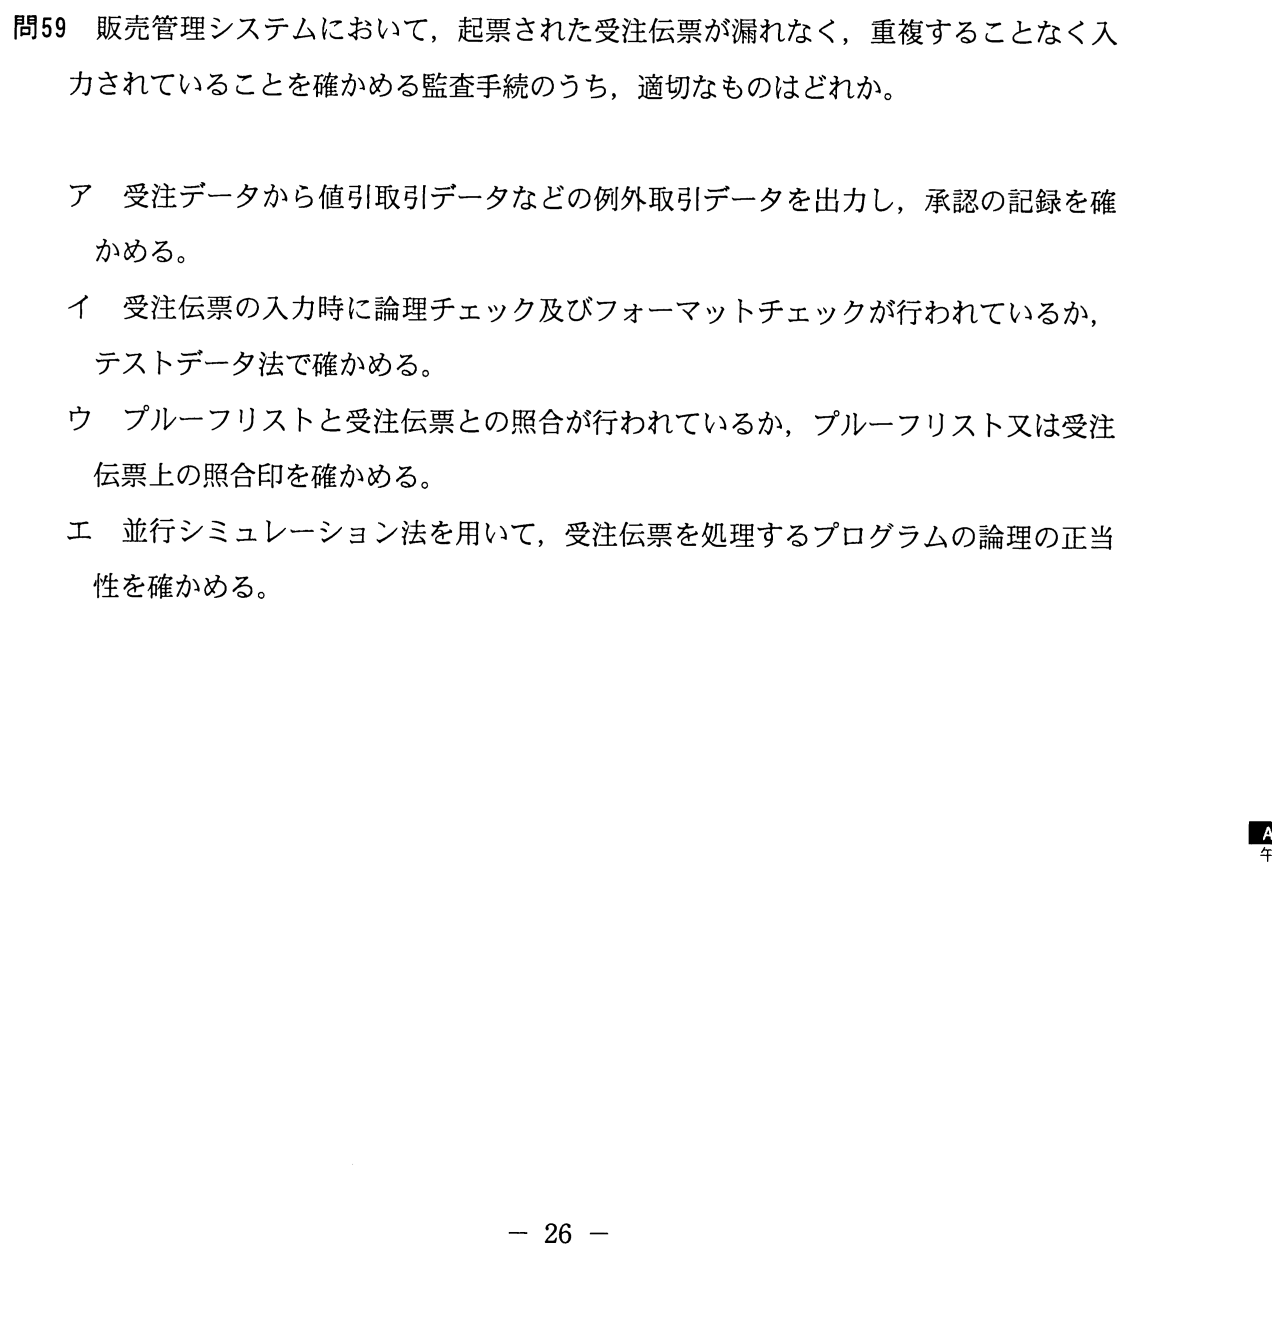 問59 販売管理システムにおいて，起票された受注伝票が漏れなく，重複することなく入
力されていることを確かめる監査手続のうち，適切なものはどれか。
ア 受注データから値引取引データなどの例外取引データを出力し，承認の記録を確
かめる。
イ 受注伝票の入力時に論理チェック及びフォーマットチェックが行われているか，
テストデータ法で確かめる。
ウ プルーフリストと受注伝票との照合が行われているか，プルーフリスト又は受注
伝票上の照合印を確かめる。
エ 並行シミュレーション法を用いて，受注伝票を処理するプログラムの論理の正当
性を確かめる。
A
午
－ 26 －